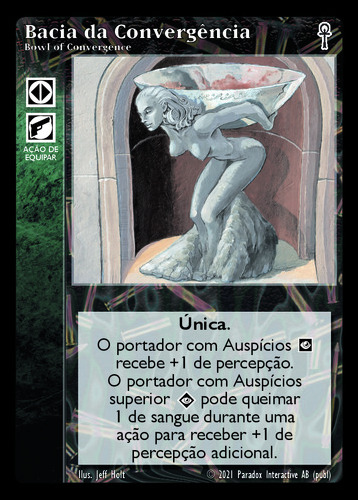 Bacia da Convergência
Bowl of Convergence
AÇÃO DE
EQUIPAR
Única.
O portador com Auspícios
recebe +1 de percepção.
O portador com Auspícios
superior pode queimar
1 de sangue durante uma
ação para receber +1 de
percepção adicional.
Ilus. Jeff Holt
© 2021 Paradox Interactive AB (publ)